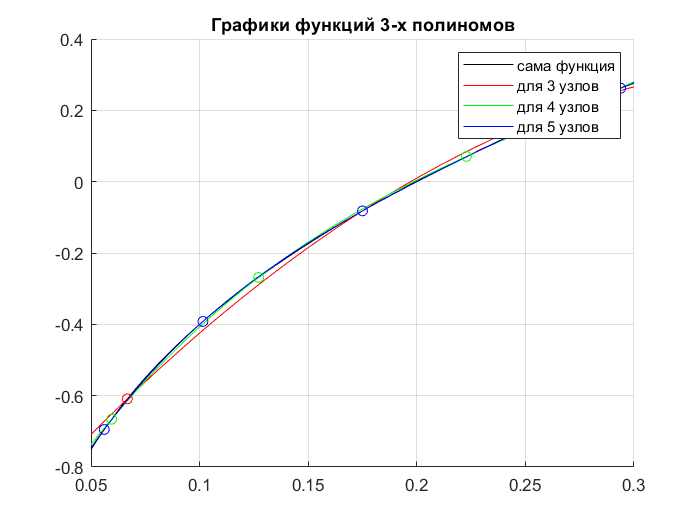 Графики функций 3-х полиномов
сама функция
для 3 узлов
для 4 узлов
для 5 узлов
0.4
0.2
0
-0.2
-0.4
-0.6
-0.8
0.05
0.1
0.15
0.2
0.25
0.3